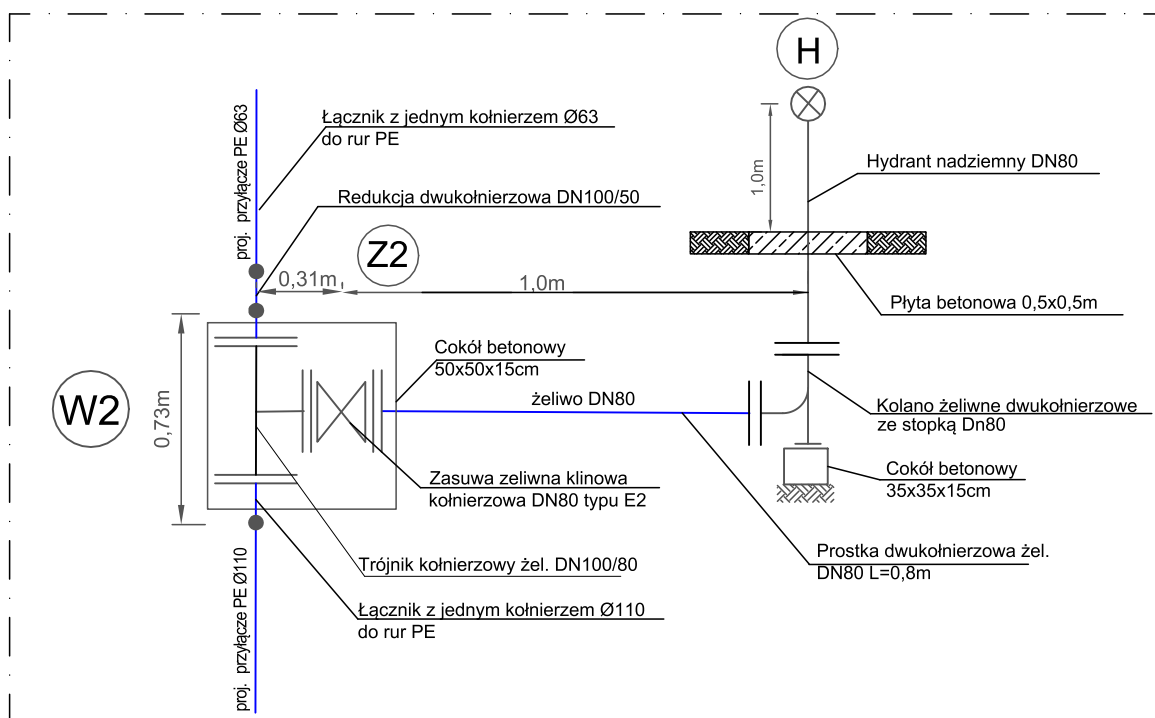 H
proj. przyłącze PE Ø63
Łącznik z jednym kołnierzem Ø63
do rur PE
1,0m
Hydrant nadziemny DN80
Redukcja dwukołnierzowa DN100/50
Z2
0,31m
1,0m
Płyta betonowa 0,5x0,5m
Cokół betonowy
50x50x15cm
W2
0,73m
żeliwo DN80
Kolano żeliwne dwukołnierzowe
ze stopką Dn80
Zasuwa zeliwna klinowa
kołnierzowa DN80 typu E2
Cokół betonowy
35x35x15cm
Trójnik kołnierzowy żel. DN100/80
Prostka dwukołnierzowa żel.
DN80 L=0,8m
Łącznik z jednym kołnierzem Ø110
do rur PE
proj. przyłącze PE Ø110